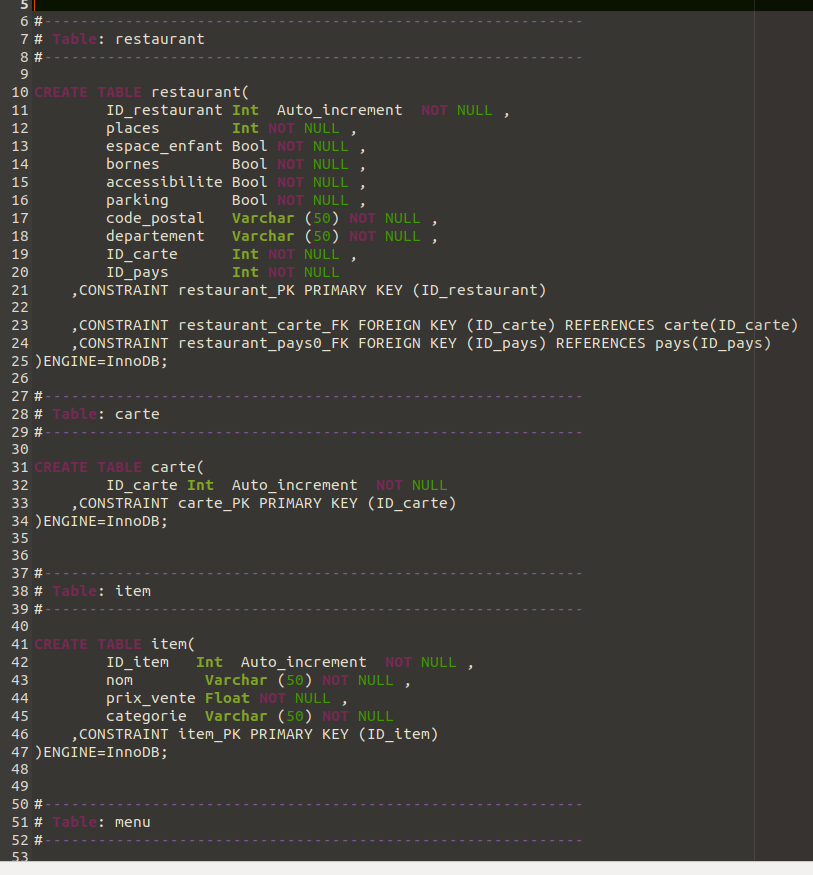 5
6 #------------------------------------------------------------
7 # Table: restaurant
8 #------------------------------------------------------------
9
10 CREATE TABLE restaurant(
11         ID_restaurant Int  Auto_increment  NOT NULL ,
12         places        Int NOT NULL ,
13         espace_enfant Bool NOT NULL ,
14         bornes        Bool NOT NULL ,
15         accessibilite Bool NOT NULL ,
16         parking       Bool NOT NULL ,
17         code_postal   Varchar (50) NOT NULL ,
18         departement   Varchar (50) NOT NULL ,
19         ID_carte      Int NOT NULL ,
20         ID_pays       Int NOT NULL
21     ,CONSTRAINT restaurant_PK PRIMARY KEY (ID_restaurant)
22
23     ,CONSTRAINT restaurant_carte_FK FOREIGN KEY (ID_carte) REFERENCES carte(ID_carte)
24     ,CONSTRAINT restaurant_pays0_FK FOREIGN KEY (ID_pays) REFERENCES pays(ID_pays)
25 )ENGINE=InnoDB;
26
27 #------------------------------------------------------------
28 # Table: carte
29 #------------------------------------------------------------
30
31 CREATE TABLE carte(
32         ID_carte Int  Auto_increment  NOT NULL
33     ,CONSTRAINT carte_PK PRIMARY KEY (ID_carte)
34 )ENGINE=InnoDB;
35
36
37 #------------------------------------------------------------
38 # Table: item
39 #------------------------------------------------------------
40
41 CREATE TABLE item(
42         ID_item   Int  Auto_increment  NOT NULL ,
43         nom        Varchar (50) NOT NULL ,
44         prix_vente Float NOT NULL ,
45         categorie  Varchar (50) NOT NULL
46     ,CONSTRAINT item_PK PRIMARY KEY (ID_item)
47 )ENGINE=InnoDB;
48
49
50 #------------------------------------------------------------
51 # Table: menu
52 #------------------------------------------------------------
53